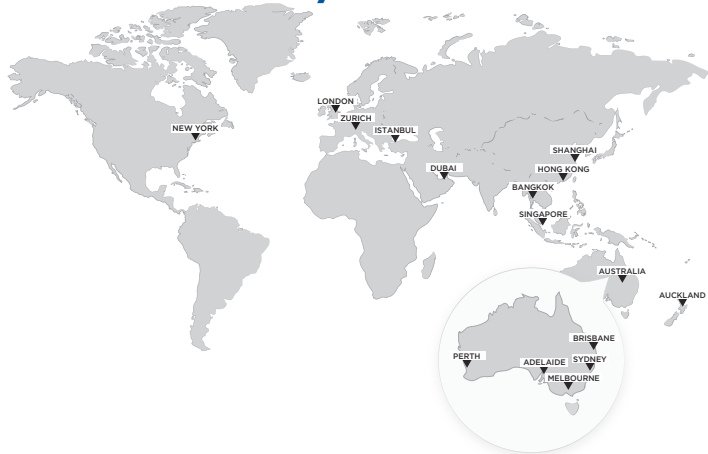 LONDON
ZURICH
NEW YORK
ISTANBUL
SHANGHAI
DUBAI
HONG KONG
BANGKOK
SINGAPORE
AUSTRALIA
AUCKLAND
BRISBANE
PERTH
ADELAIDE
SYDNEY
MELBOURNE